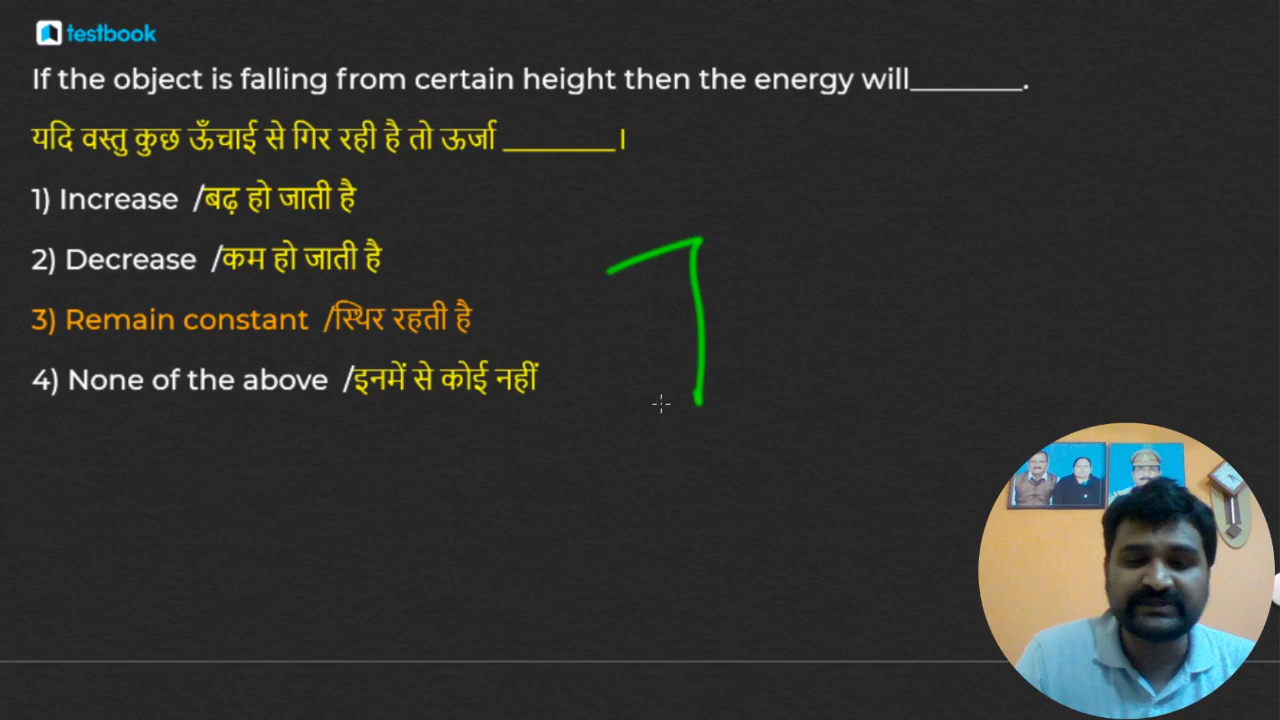 testbook
If the object is falling from certain height then the energy will________.
यदि वस्तु कुछ ऊँचाई से गिर रही है तो ऊर्जा ________।
1) Increase /बढ़ हो जाती है
2) Decrease /कम हो जाती है
3) Remain constant /स्थिर रहती है
4) None of the above /इनमें से कोई नहीं